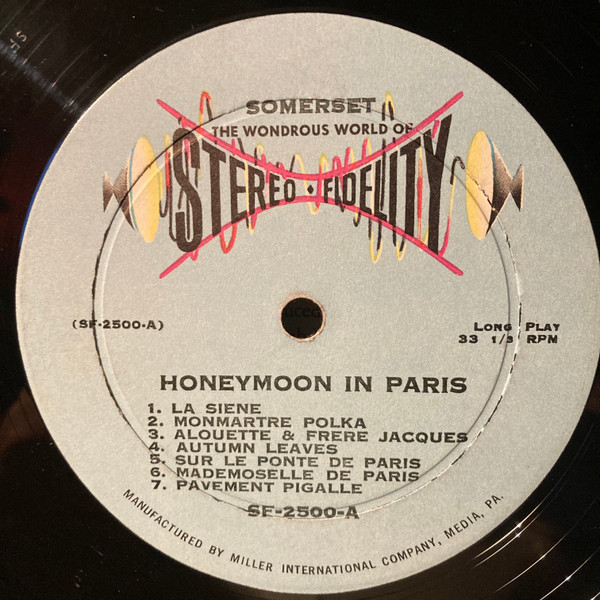 SOMERSET
THE WONDROUS WORLD OF
STEREO • FIDELITY
(SF-2500-A)
LONG PLAY
33 1/3 RPM
HONEYMOON IN PARIS
1. LA SIENE
2. MONMARTRE POLKA
3. ALOUETTE & FRERE JACQUES
4. AUTUMN LEAVES
5. SUR LE PONTE DE PARIS
6. MADEMOSELLE DE PARIS
7. PAVEMENT PIGALLE
SF-2500-A
MANUFACTURED BY MILLER INTERNATIONAL COMPANY, MEDIA, PA.